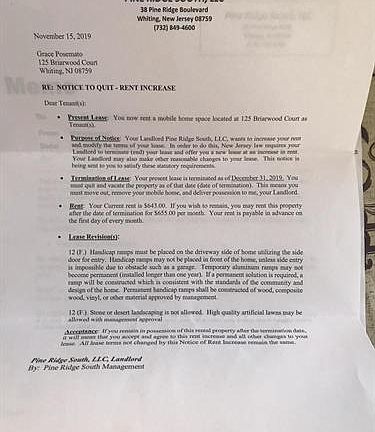 PINE RIDGE SOUTH, LLC
38 Pine Ridge Boulevard
Whiting, New Jersey 08759
(732) 849-4600
November 15, 2019
Grace Posemato
125 Briarwood Court
Whiting, NJ 08759
RE: NOTICE TO QUIT - RENT INCREASE
Dear Tenant(s):
• Present Lease: You now rent a mobile home space located at 125 Briarwood Court as
Tenant(s).
• Purpose of Notice: Your Landlord Pine Ridge South, LLC, wants to increase your rent
and modify the terms of your lease. In order to do this, New Jersey law requires your
Landlord to terminate (end) your lease and offer you a new lease at an increase in rent.
Your Landlord may also make other reasonable changes to your lease. This notice is
being sent to you to satisfy these statutory requirements.
• Termination of Lease: Your present lease is terminated as of December 31, 2019. You
must quit and vacate the property as of that date (date of termination). This means you
must move out, remove your mobile home, and deliver possession to me, your Landlord.
• Rent: Your Current rent is $643.00. If you wish to remain, you may rent this property
after the date of termination for $655.00 per month. Your rent is payable in advance on
the first day of every month.
• Lease Revision(s):
12 (F.) Handicap ramps must be placed on the driveway side of home utilizing the side
door for entry. Handicap ramps may not be placed in front of the home, unless side entry
is impossible due to obstacle such as a garage. Temporary aluminum ramps may not
become permanent (installed longer than one year). If a permanent solution is required, a
ramp will be constructed which is consistent with the standards of the community and
design of the home. Permanent handicap ramps shall be constructed of wood, composite
wood, vinyl, or other material approved by management.
12 (F.) Stone or desert landscaping is not allowed. High quality artificial lawns may be
allowed with management approval
Acceptance: If you remain in possession of this rental property after the termination date,
it will mean that you accept and agree to this rent increase and all other changes to your
lease. All lease terms not changed by this Notice of Rent Increase remain the same.
Pine Ridge South, LLC, Landlord
By: Pine Ridge South Management